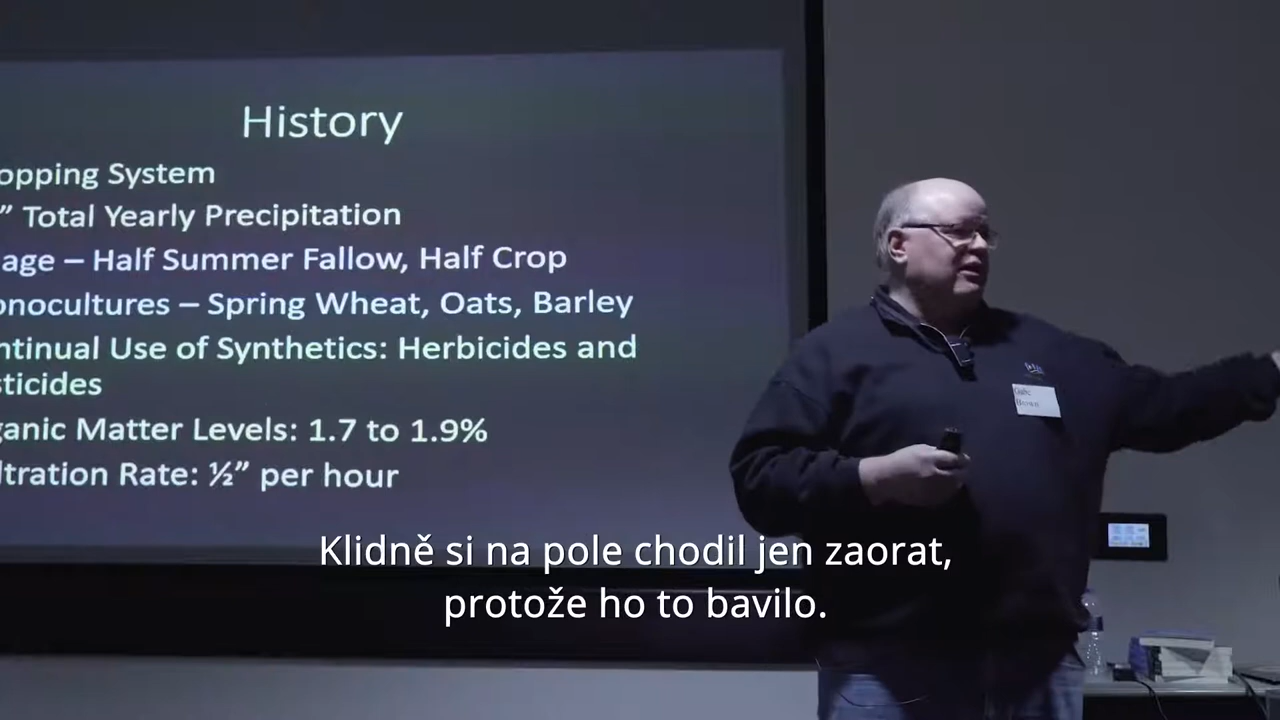 History
opping System
” Total Yearly Precipitation
age – Half Summer Fallow, Half Crop
onocultures – Spring Wheat, Oats, Barley
ntinual Use of Synthetics: Herbicides and
sticides
ganic Matter Levels: 1.7 to 1.9%
ltration Rate: ½” per hour
Gabe
Brown
Klidně si na pole chodil jen zaorat,
protože ho to bavilo.